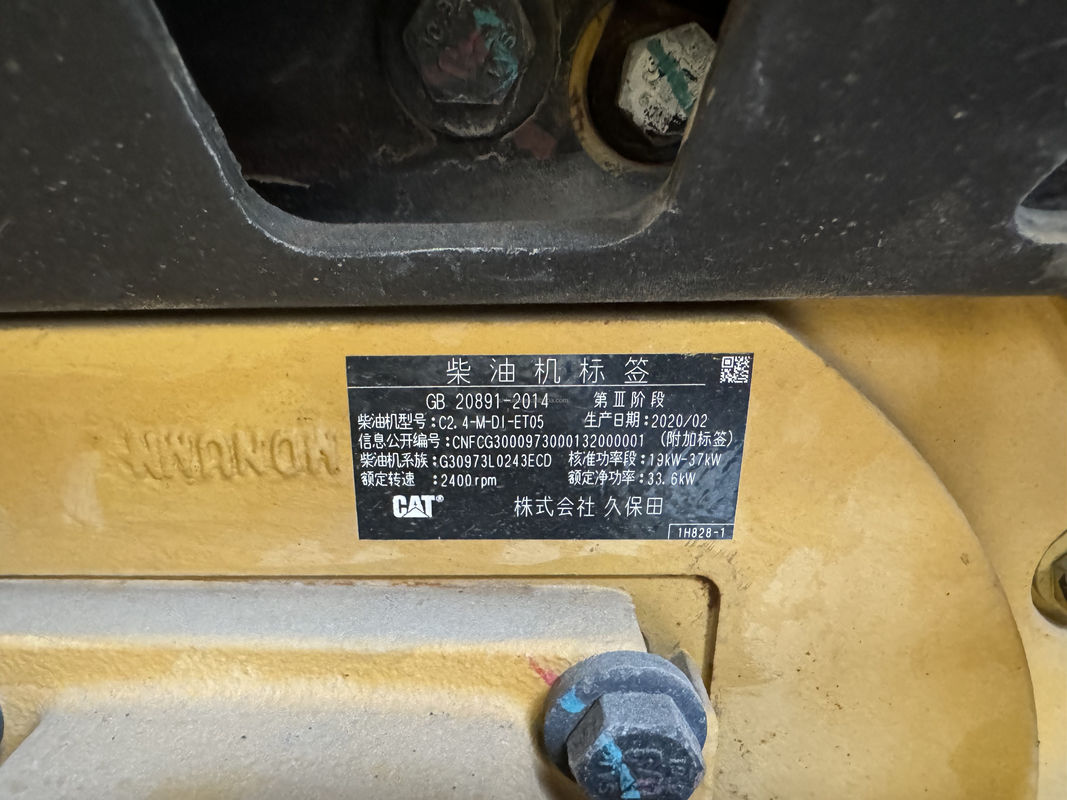 柴油机标签
GB 20891-2014 第Ⅲ阶段
柴油机型号:C2.4-M-DI-ET05 生产日期:2020/02
信息公开编号:CNFCG3000973000132000001 (附加标签)
柴油机系族:G30973L0243ECD 核准功率段:19kW-37kW
额定转速 :2400rpm 额定净功率:33.6kW
CAT® 株式会社 久保田
1H828-1